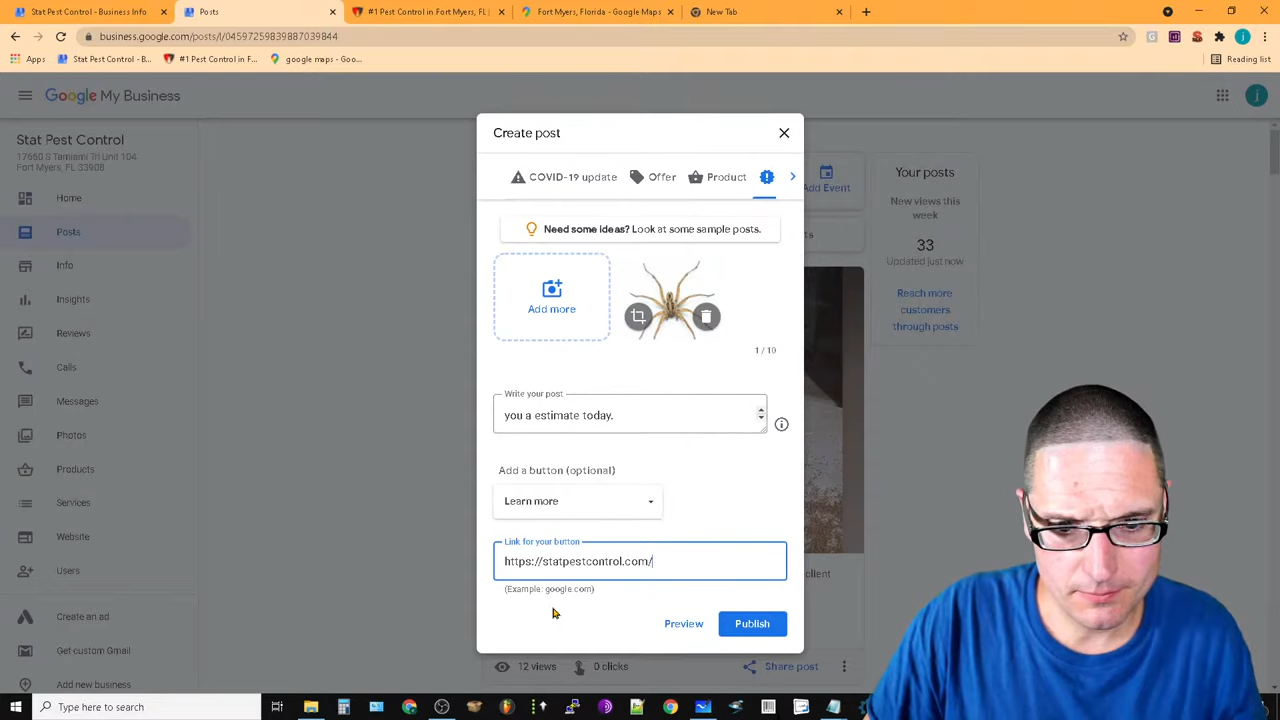 Stat Pest Control - Business Info
Posts
#1 Pest Control in Fort Myers, FL |
Fort Myers, Florida - Google Maps
New Tab
business.google.com/posts/l/04597259839887039844
Apps
Stat Pest Control - B...
#1 Pest Control in F...
google maps - Goo...
Reading list
Google My Business
Stat Pest Control
17660 S Tamiami Trl Unit 104
Fort Myers, FL 33908
Home
Posts
Info
Insights
Reviews
Calls
Messages
Photos
Products
Services
Website
Users
Create an ad
Get custom Gmail
Add new business
Create post
COVID-19 update
Offer
Product
Need some ideas? Look at some sample posts.
Add more
1 / 10
Write your post
you a estimate today.
Add a button (optional)
Learn more
Link for your button
https://statpestcontrol.com/
(Example: google.com)
Preview
Publish
Add Event
Your posts
New views this
week
33
Updated just now
Reach more
customers
through posts
12 views
0 clicks
Share post
Type here to search